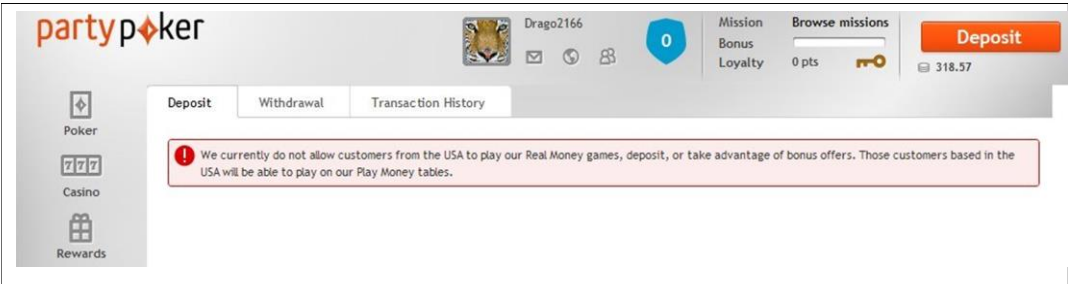 partypoker
Drago2166
0
Mission Browse missions
Bonus
Loyalty 0 pts
Deposit
318.57
Poker
777
Casino
Rewards
Deposit Withdrawal Transaction History
We currently do not allow customers from the USA to play our Real Money games, deposit, or take advantage of bonus offers. Those customers based in the
USA will be able to play on our Play Money tables.